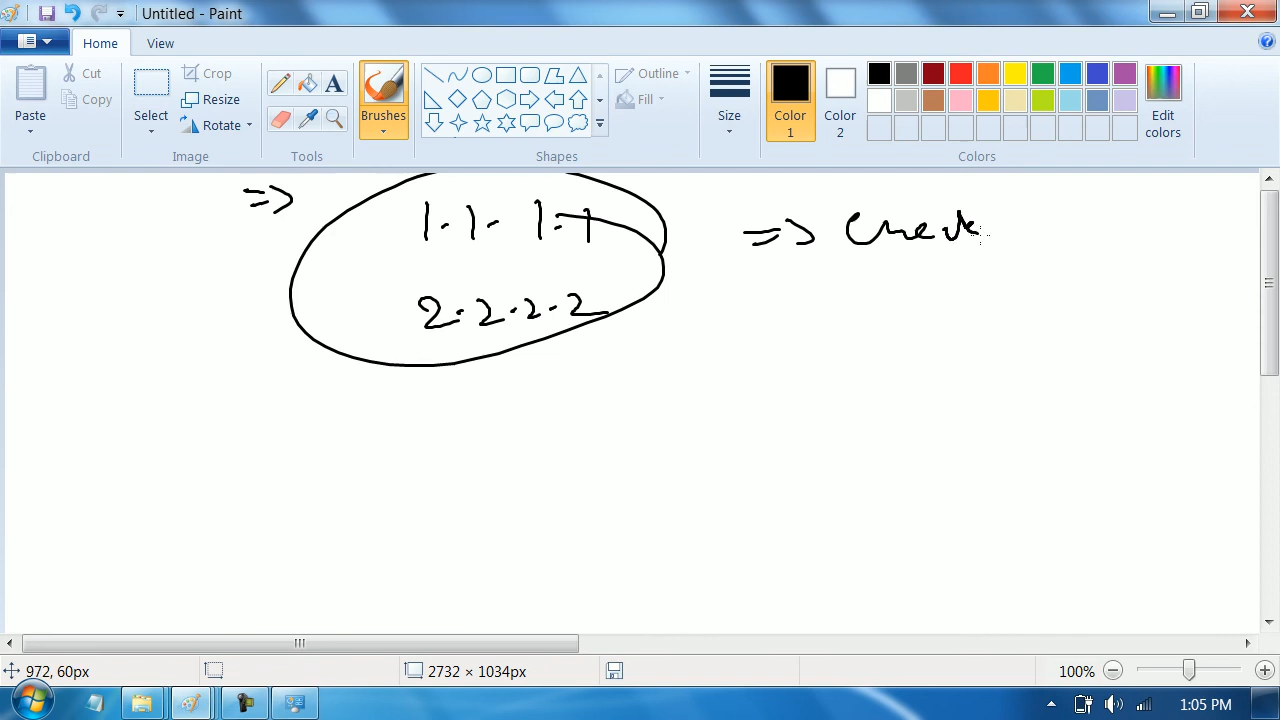 Untitled - Paint
Home View
Paste
Cut
Copy
Clipboard
Select
Crop
Resize
Rotate
Image
Tools
Brushes
Outline
Fill
Shapes
Size
Color 1
Color 2
Edit colors
Colors
=> 1.1.1.1 => Check
2.2.2.2
972, 60px 2732 × 1034px 100%
1:05 PM